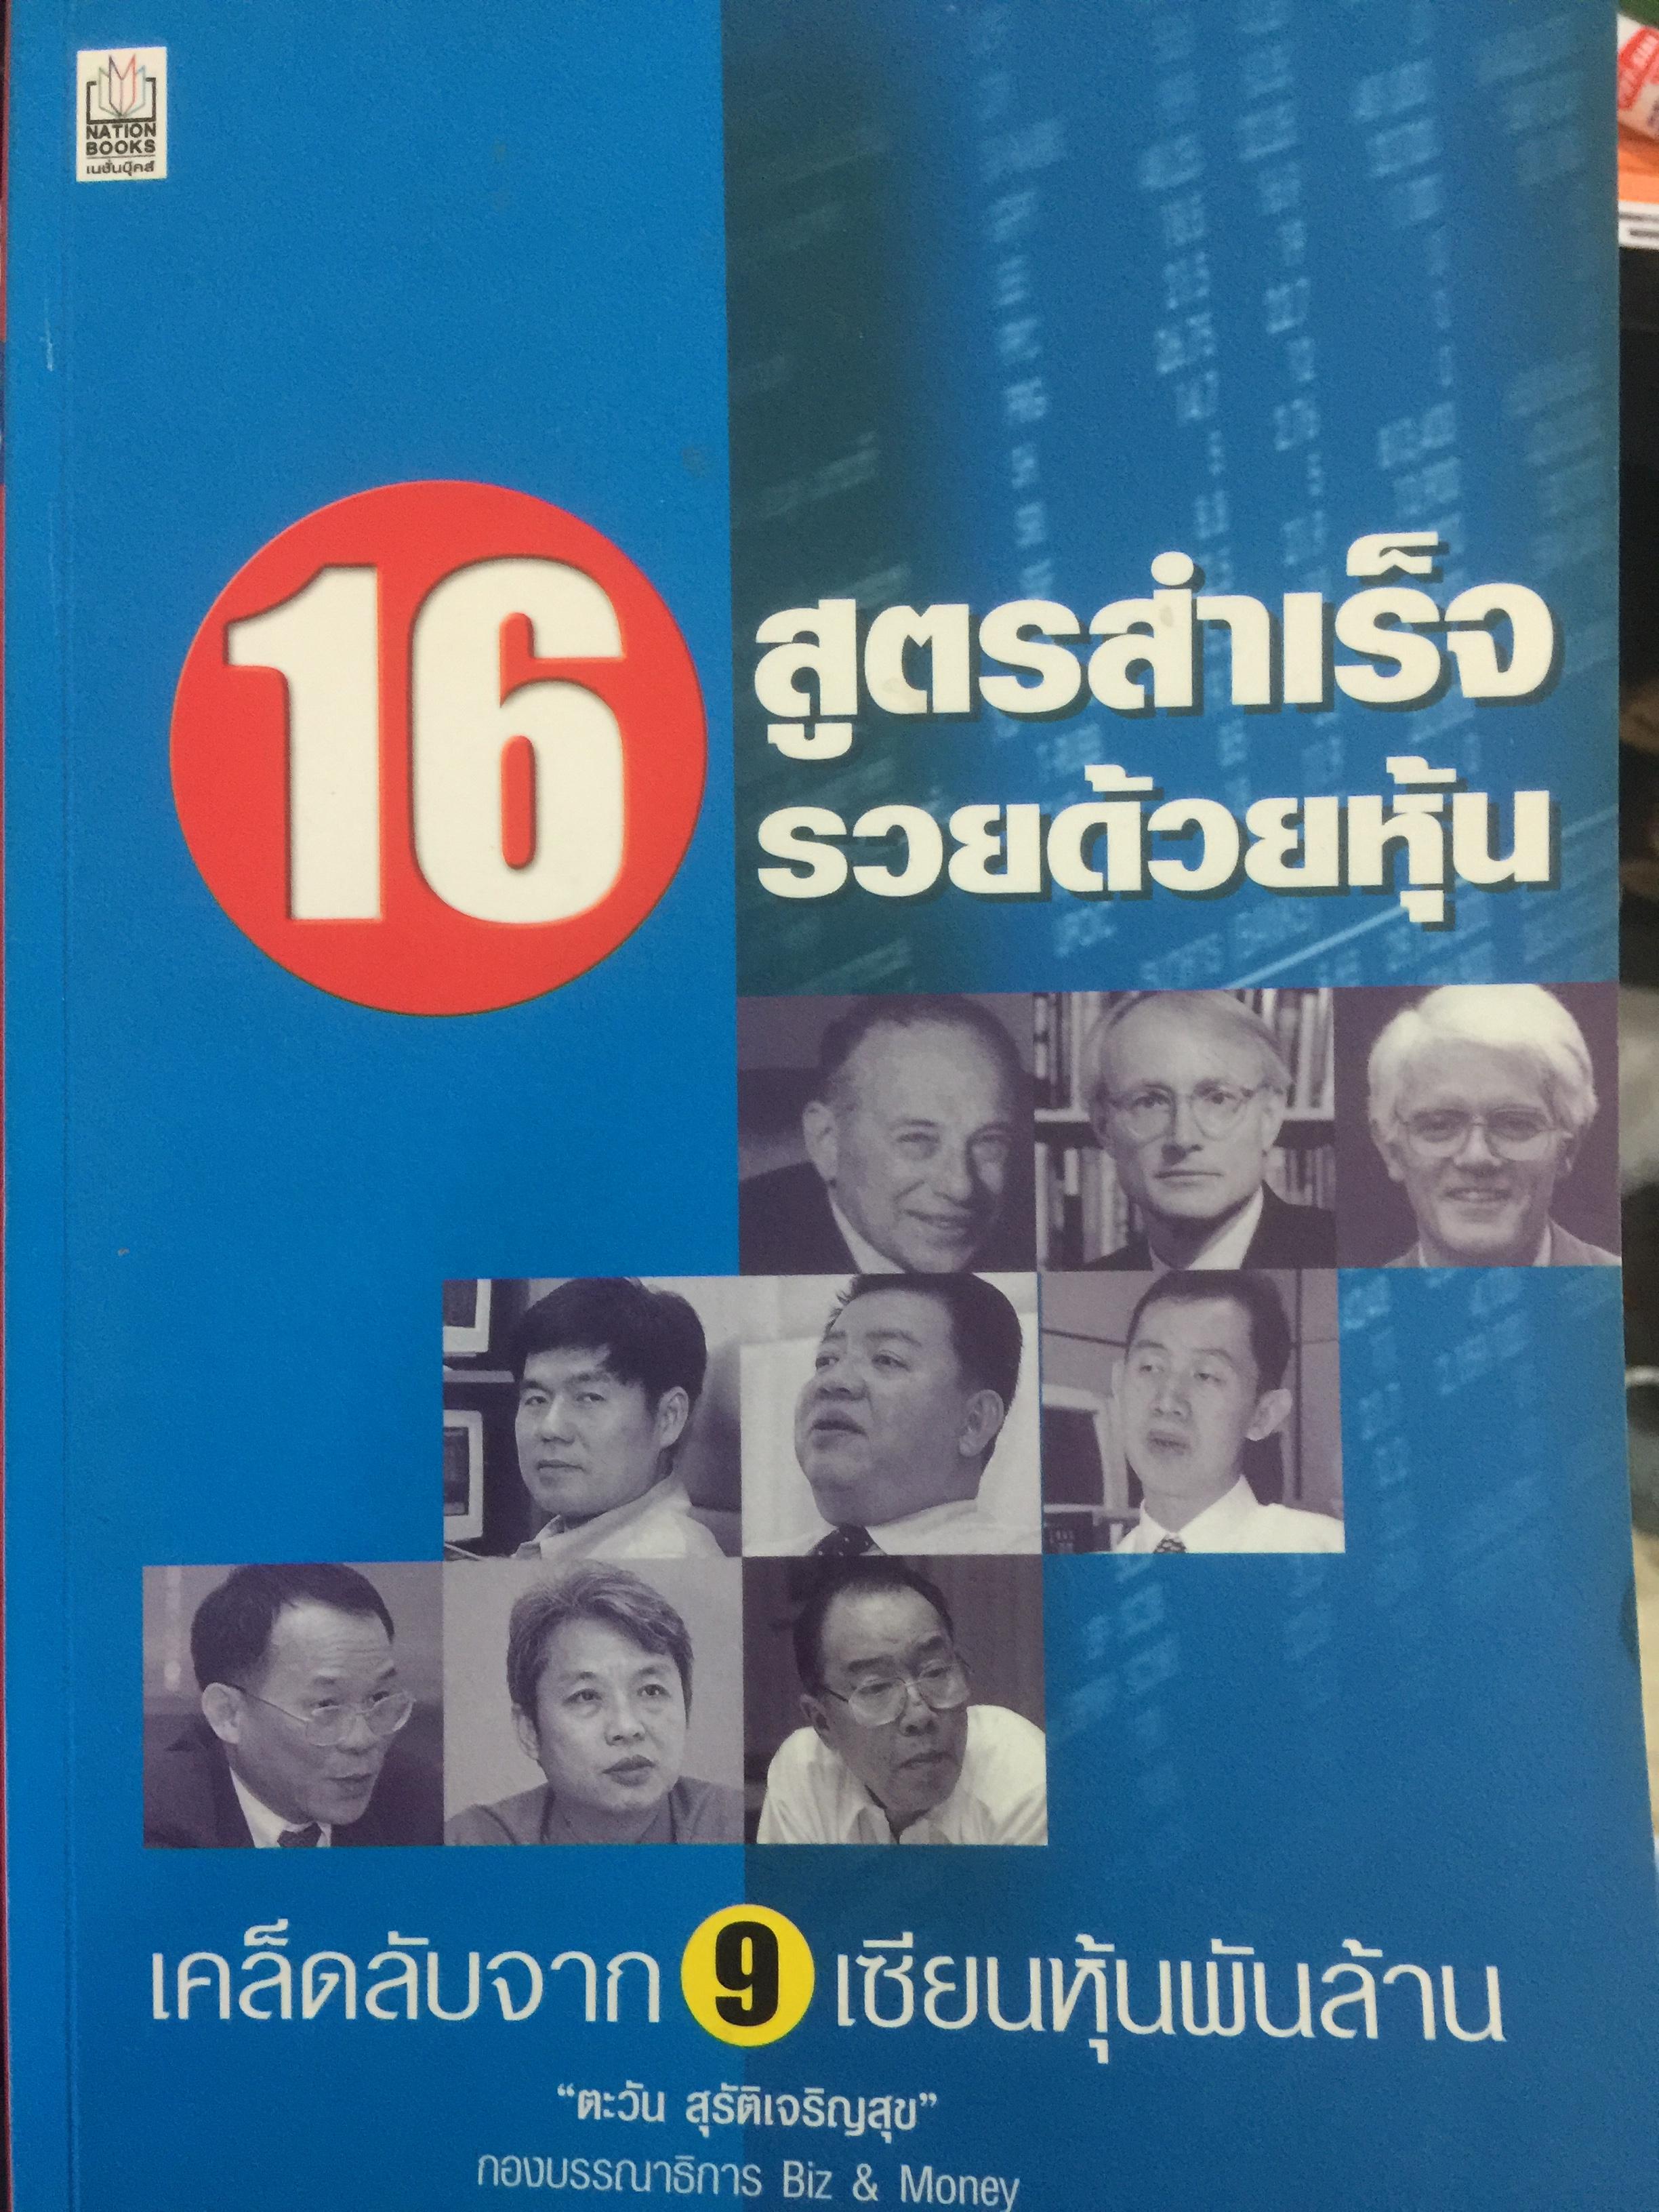 NATION
BOOKS
เนชั่นบุ๊คส์
16
สูตรสำเร็จ
รวยด้วยหุ้น
เคล็ดลับจาก 9 เซียนหุ้นพันล้าน
“ตะวัน สุรัติเจริญสุข”
กองบรรณาธิการ Biz & Money